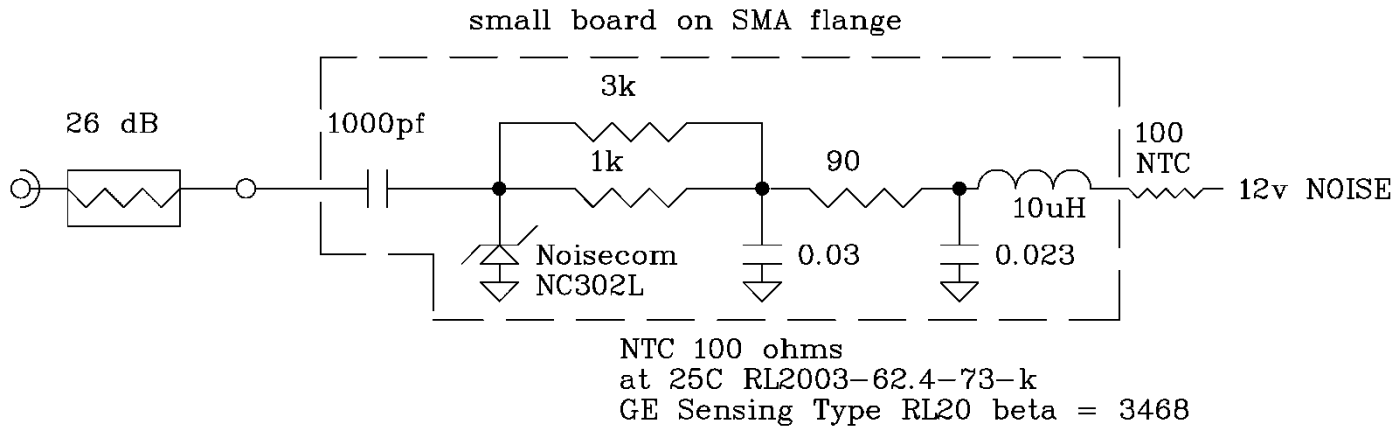 small board on SMA flange
3k
26 dB
1000pf
1k
90
100
NTC
10uH
12v NOISE
Noisecom
NC302L
0.03
0.023
NTC 100 ohms
at 25C RL2003-62.4-73-k
GE Sensing Type RL20 beta = 3468